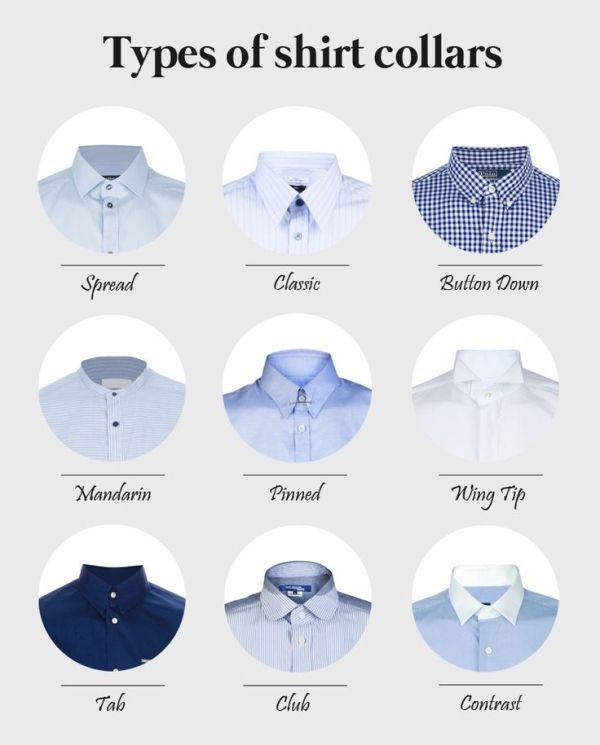 Types of shirt collars
Spread
Classic
Button Down
Mandarin
Pinned
Wing Tip
Tab
Club
Contrast